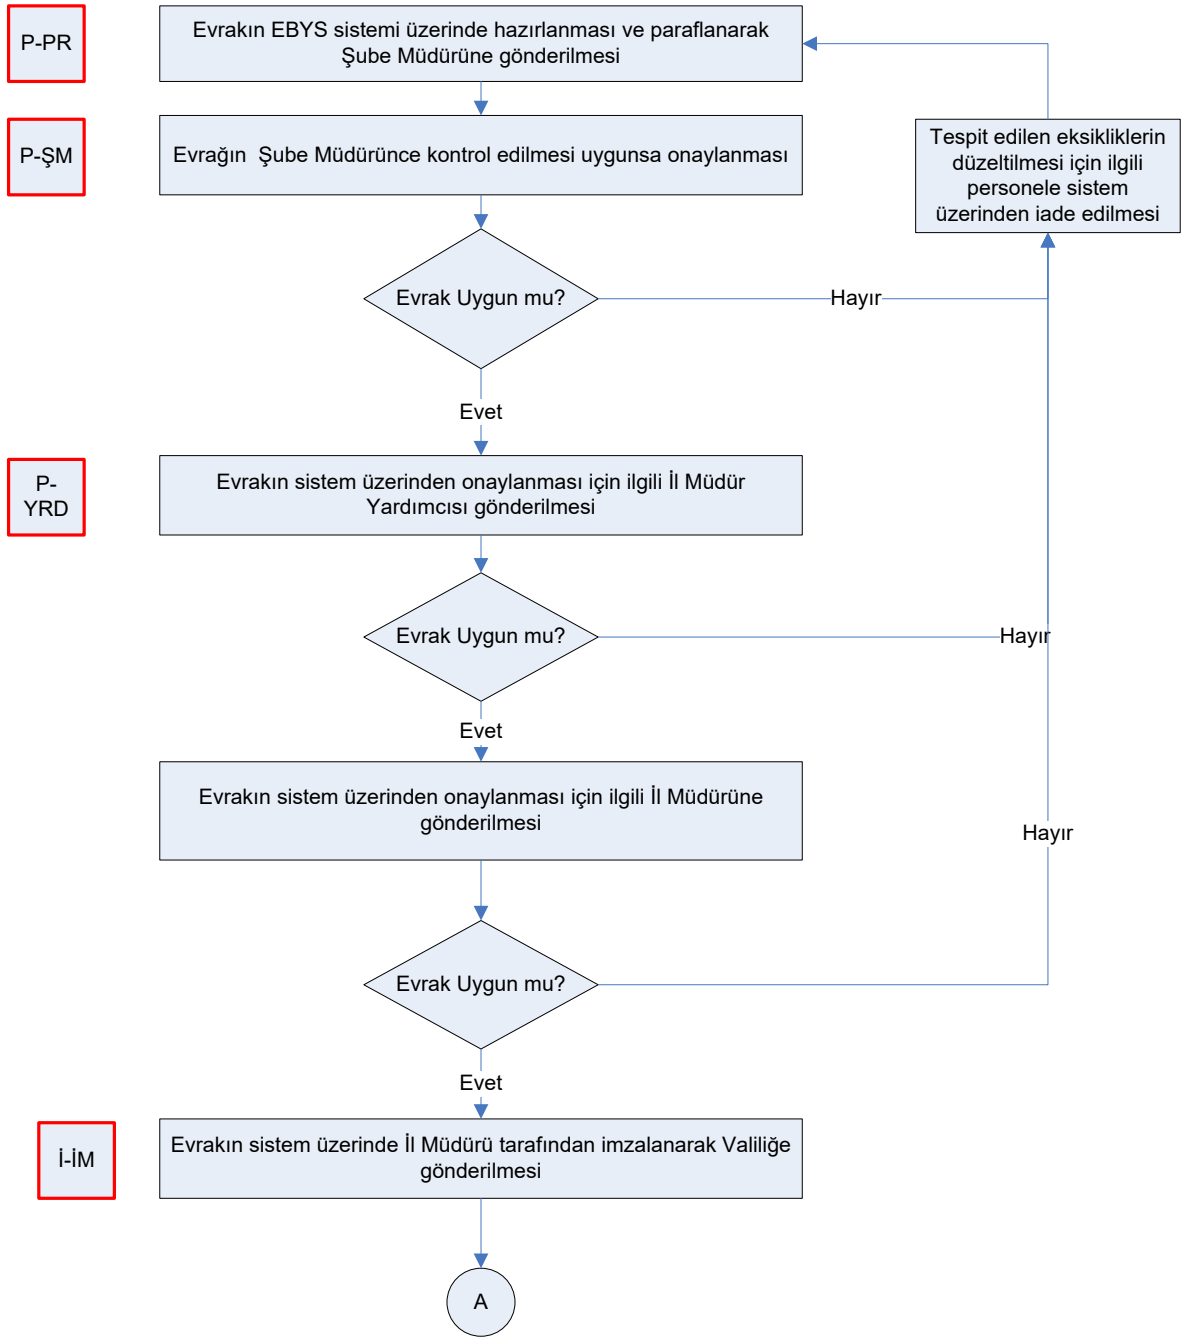 P-PR
Evrakın EBYS sistemi üzerinde hazırlanması ve paraflanarak
Şube Müdürüne gönderilmesi
P-ŞM
Evrağın  Şube Müdürünce kontrol edilmesi uygunsa onaylanması
Tespit edilen eksikliklerin
düzeltilmesi için ilgili
personele sistem
üzerinden iade edilmesi
Evrak Uygun mu?
Hayır
Evet
P-
YRD
Evrakın sistem üzerinden onaylanması için ilgili İl Müdür
Yardımcısı gönderilmesi
Evrak Uygun mu?
Hayır
Evet
Evrakın sistem üzerinden onaylanması için ilgili İl Müdürüne
gönderilmesi
Hayır
Evrak Uygun mu?
Evet
İ-İM
Evrakın sistem üzerinde İl Müdürü tarafından imzalanarak Valiliğe
gönderilmesi
A